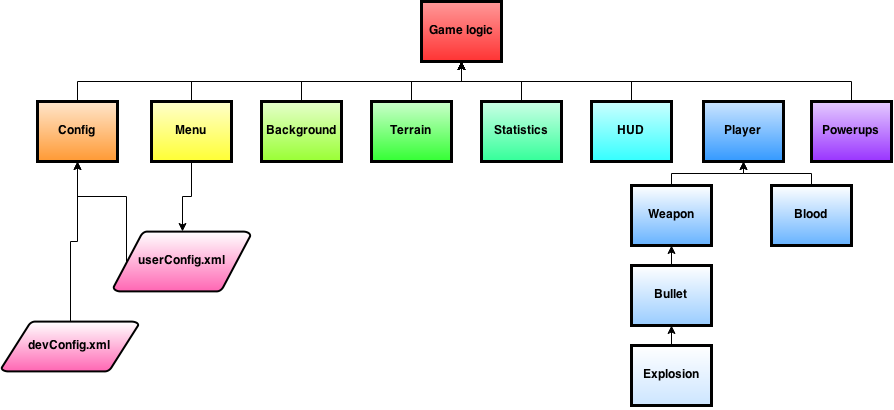 Game logic
Config
Menu
Background
Terrain
Statistics
HUD
Player
Powerups
Weapon
Blood
userConfig.xml
Bullet
devConfig.xml
Explosion